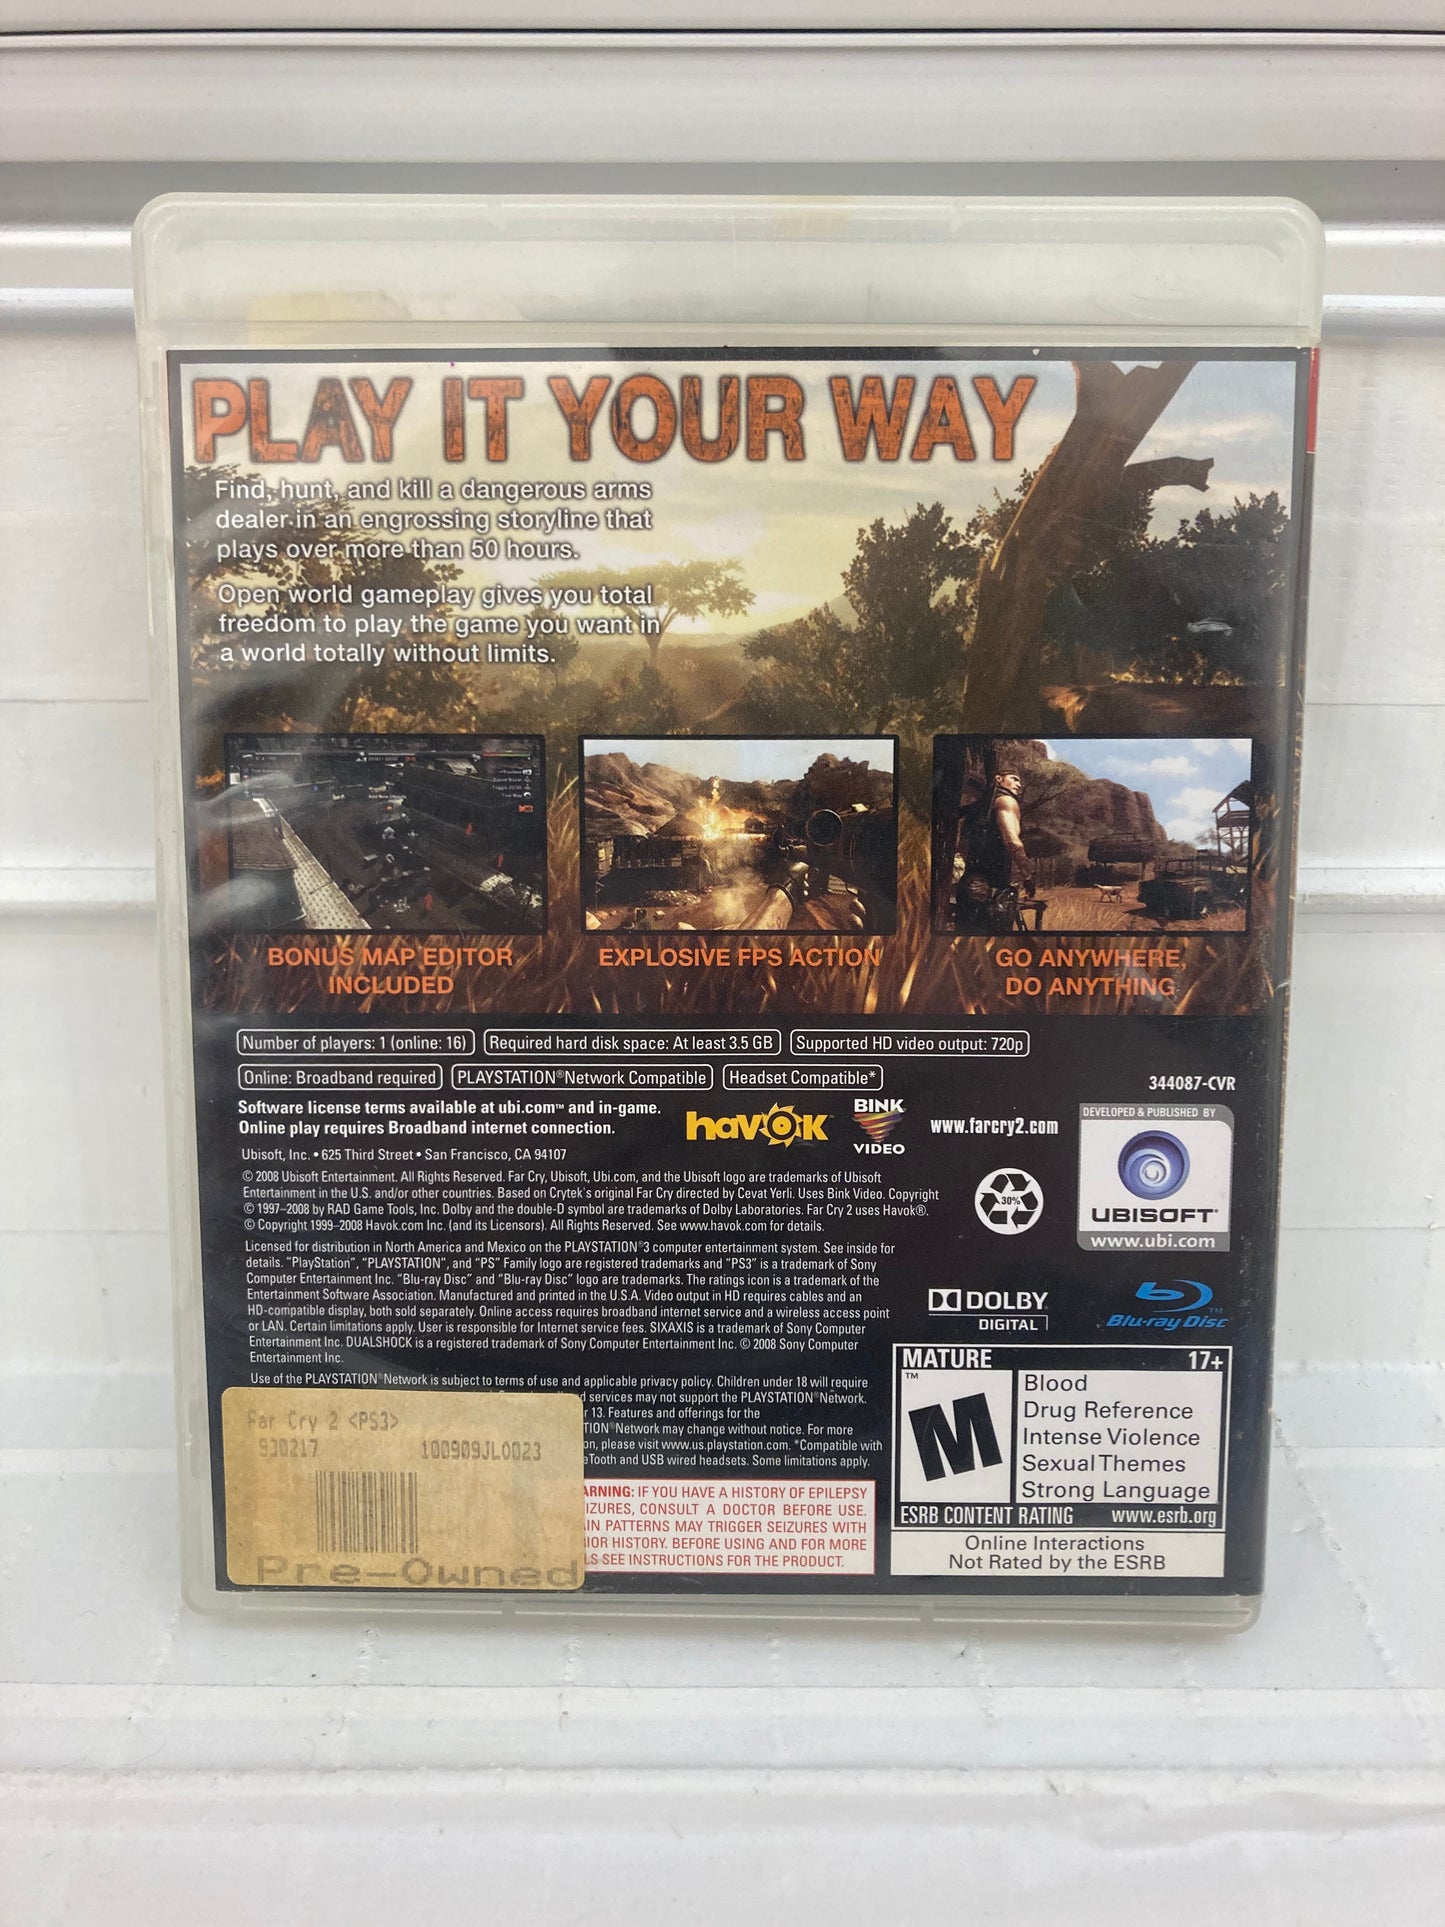 PLAY IT YOUR WAY
Find, hunt, and kill a dangerous arms
dealer in an engrossing storyline that
plays over more than 50 hours.
Open world gameplay gives you total
freedom to play the game you want in
a world totally without limits.
BONUS MAP EDITOR
INCLUDED
EXPLOSIVE FPS ACTION
GO ANYWHERE,
DO ANYTHING
Number of players: 1 (online: 16)
Required hard disk space: At least 3.5 GB
Supported HD video output: 720p
Online: Broadband required
PLAYSTATION®Network Compatible
Headset Compatible*
344087-CVR
Software license terms available at ubi.com™ and in-game.
Online play requires Broadband internet connection.
havok™
BINK
VIDEO
www.farcry2.com
DEVELOPED & PUBLISHED BY
UBISOFT®
www.ubi.com
Ubisoft, Inc. • 625 Third Street • San Francisco, CA 94107
© 2008 Ubisoft Entertainment. All Rights Reserved. Far Cry, Ubisoft, Ubi.com, and the Ubisoft logo are trademarks of Ubisoft
Entertainment in the U.S. and/or other countries. Based on Crytek's original Far Cry directed by Cevat Yerli. Uses Bink Video. Copyright
© 1997–2008 by RAD Game Tools, Inc. Dolby and the double-D symbol are trademarks of Dolby Laboratories. Far Cry 2 uses Havok®.
© Copyright 1999–2008 Havok.com Inc. (and its Licensors). All Rights Reserved. See www.havok.com for details.
30%
Licensed for distribution in North America and Mexico on the PLAYSTATION®3 computer entertainment system. See inside for
details. "PlayStation", "PLAYSTATION", and "PS" Family logo are registered trademarks and "PS3" is a trademark of Sony
Computer Entertainment Inc. "Blu-ray Disc" and "Blu-ray Disc" logo are trademarks. The ratings icon is a trademark of the
Entertainment Software Association. Manufactured and printed in the U.S.A. Video output in HD requires cables and an
HD-compatible display, both sold separately. Online access requires broadband internet service and a wireless access point
or LAN. Certain limitations apply. User is responsible for Internet service fees. SIXAXIS is a trademark of Sony Computer
Entertainment Inc. DUALSHOCK is a registered trademark of Sony Computer Entertainment Inc. © 2008 Sony Computer
Entertainment Inc.
DOLBY
DIGITAL
Blu-ray Disc™
Use of the PLAYSTATION®Network is subject to terms of use and applicable privacy policy. Children under 18 will require
services may not support the PLAYSTATION®Network.
13. Features and offerings for the
TION®Network may change without notice. For more
on, please visit www.us.playstation.com. *Compatible with
eTooth and USB wired headsets. Some limitations apply.
Far Cry 2 <PS3>
930217 100909JL0023
Pre-Owned
ARNING: IF YOU HAVE A HISTORY OF EPILEPSY
IZURES, CONSULT A DOCTOR BEFORE USE.
AIN PATTERNS MAY TRIGGER SEIZURES WITH
IOR HISTORY. BEFORE USING AND FOR MORE
LS SEE INSTRUCTIONS FOR THE PRODUCT.
MATURE 17+
M™
Blood
Drug Reference
Intense Violence
Sexual Themes
Strong Language
ESRB CONTENT RATING www.esrb.org
Online Interactions
Not Rated by the ESRB